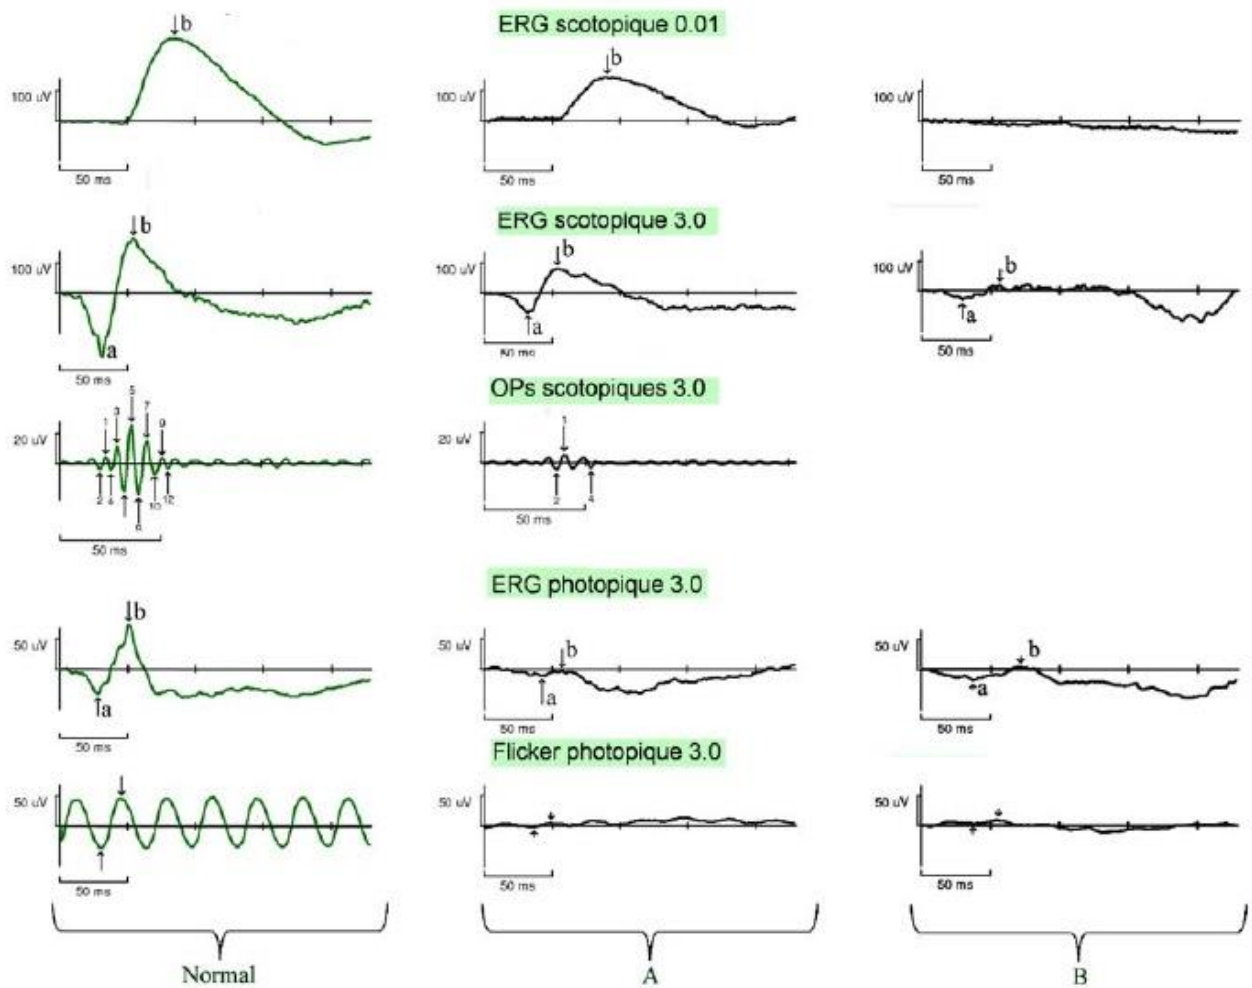 ERG scotopique 0.01
b
b
100 uV
100 uV
100 uV
50 ms
50 ms
50 ms
ERG scotopique 3.0
b
b
b
100 uV
100 uV
100 uV
a
a
a
50 ms
50 ms
50 ms
OPs scotopiques 3.0
1 3 5 7 9
1
20 uV
20 uV
2 4 8 10 12
2 4
50 ms
50 ms
ERG photopique 3.0
b
b
b
50 uV
50 uV
50 uV
a
a
a
50 ms
50 ms
50 ms
Flicker photopique 3.0
50 uV
50 uV
50 uV
50 ms
50 ms
50 ms
Normal
A
B